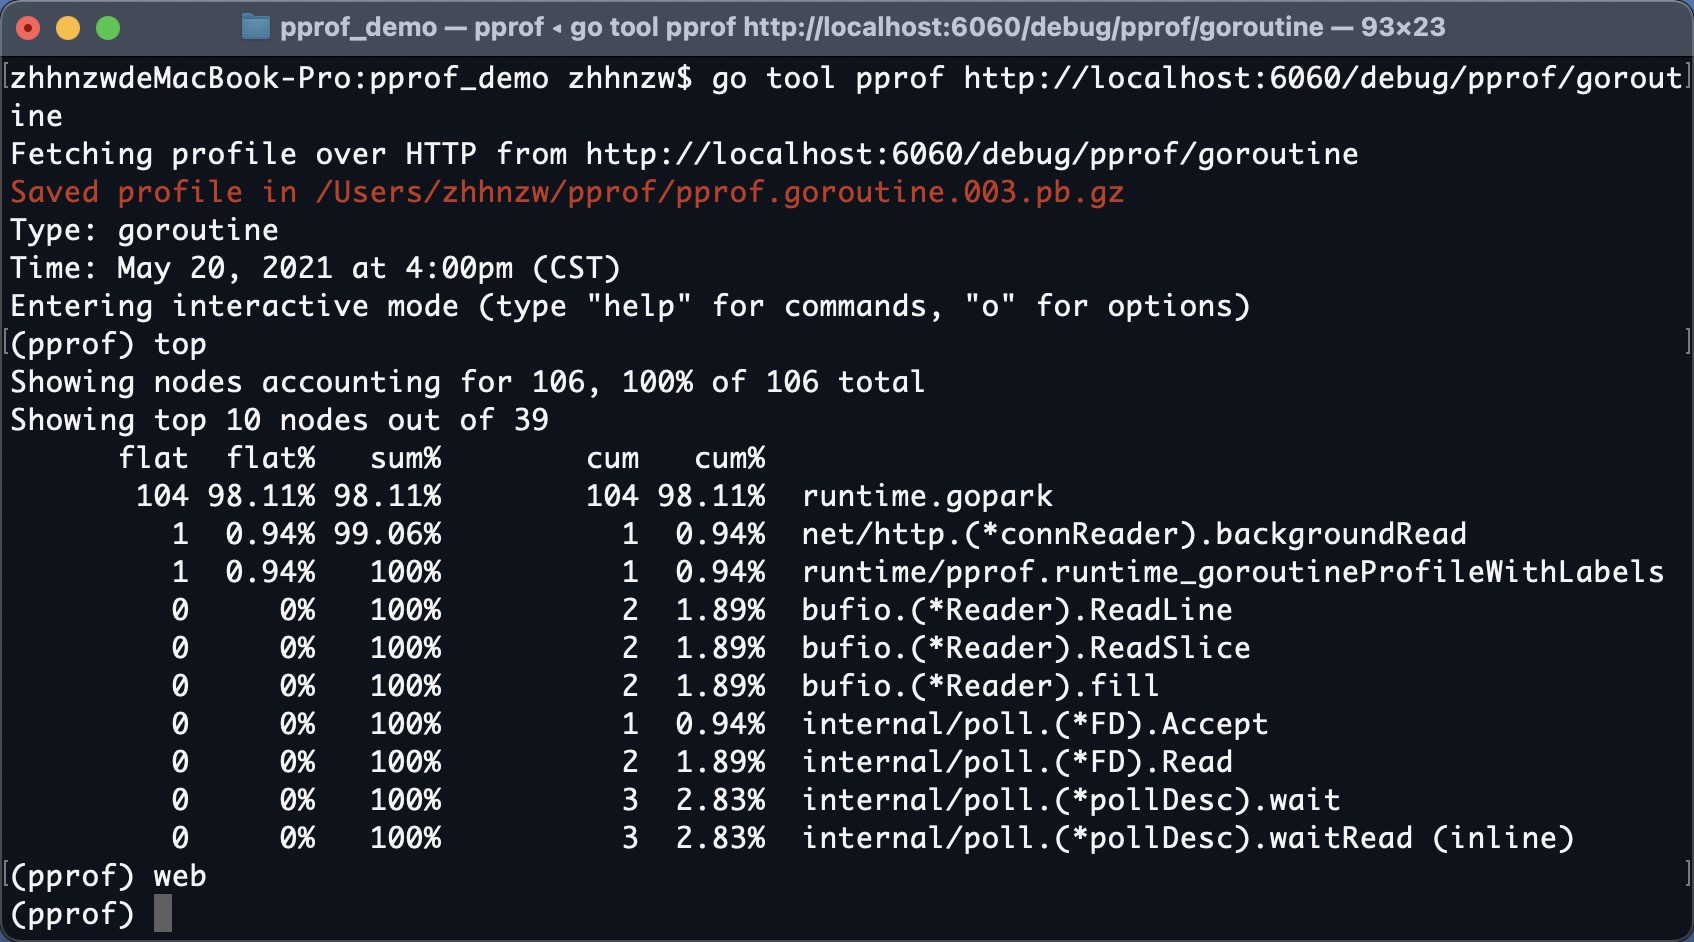 pprof_demo — pprof ◂ go tool pprof http://localhost:6060/debug/pprof/goroutine — 93×23
zhhnzwdeMacBook-Pro:pprof_demo zhhnzw$ go tool pprof http://localhost:6060/debug/pprof/gorout
ine
Fetching profile over HTTP from http://localhost:6060/debug/pprof/goroutine
Saved profile in /Users/zhhnzw/pprof/pprof.goroutine.003.pb.gz
Type: goroutine
Time: May 20, 2021 at 4:00pm (CST)
Entering interactive mode (type "help" for commands, "o" for options)
(pprof) top
Showing nodes accounting for 106, 100% of 106 total
Showing top 10 nodes out of 39
      flat  flat%   sum%        cum   cum%
       104 98.11% 98.11%        104 98.11%  runtime.gopark
         1  0.94% 99.06%          1  0.94%  net/http.(*connReader).backgroundRead
         1  0.94%   100%          1  0.94%  runtime/pprof.runtime_goroutineProfileWithLabels
         0     0%   100%          2  1.89%  bufio.(*Reader).ReadLine
         0     0%   100%          2  1.89%  bufio.(*Reader).ReadSlice
         0     0%   100%          2  1.89%  bufio.(*Reader).fill
         0     0%   100%          1  0.94%  internal/poll.(*FD).Accept
         0     0%   100%          2  1.89%  internal/poll.(*FD).Read
         0     0%   100%          3  2.83%  internal/poll.(*pollDesc).wait
         0     0%   100%          3  2.83%  internal/poll.(*pollDesc).waitRead (inline)
(pprof) web
(pprof)